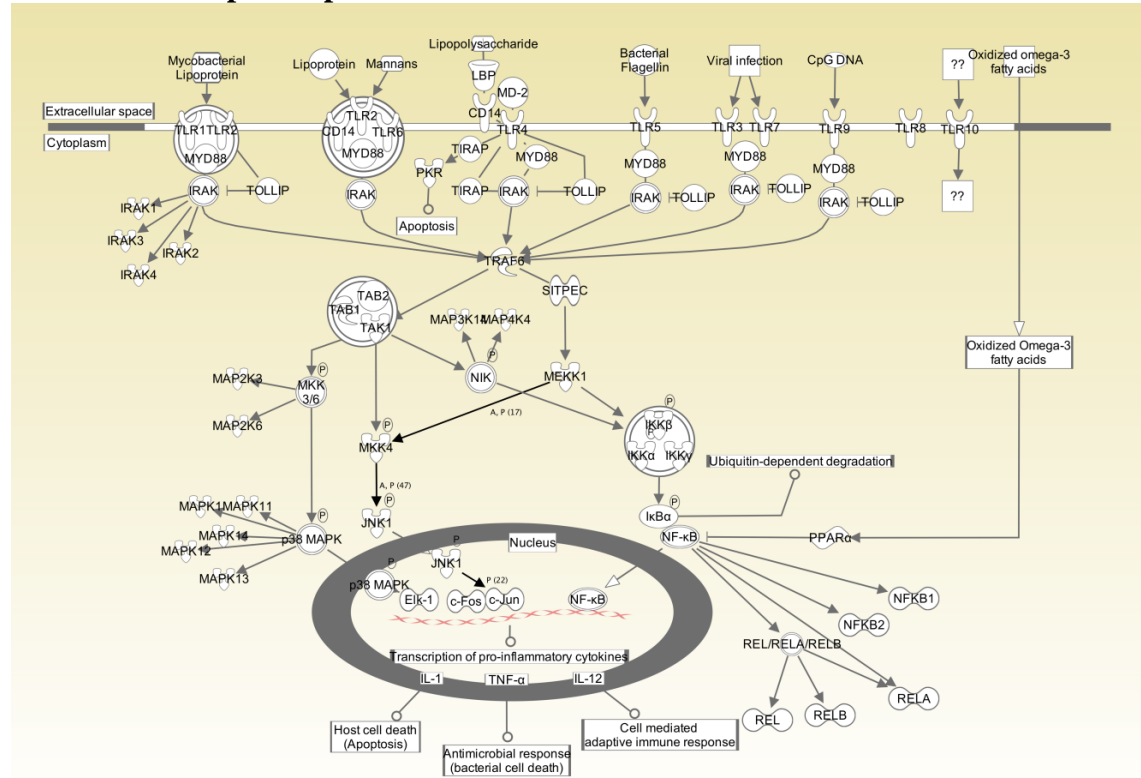 Mycobacterial
Lipoprotein
Lipoprotein
Mannans
Lipopolysaccharide
LBP
MD-2
Bacterial
Flagellin
Viral infection
CpG DNA
??
Oxidized omega-3
fatty acids
Extracellular space
Cytoplasm
TLR1 TLR2
MYD88
TLR2
CD14
TLR6
MYD88
CD14
TLR4
TLR5
TLR3
TLR7
TLR9
TLR8
TLR10
TIRAP
PKR
MYD88
MYD88
MYD88
MYD88
IRAK
TOLLIP
IRAK
TIRAP
IRAK
TOLLIP
IRAK
TOLLIP
IRAK
TOLLIP
IRAK
TOLLIP
??
IRAK1
IRAK3
IRAK2
IRAK4
Apoptosis
TRAF6
TAB2
TAB1
TAK1
SITPEC
MAP3K14
MAP4K4
P
NIK
MEKK1
Oxidized Omega-3
fatty acids
P
MAP2K3
MKK
3/6
MAP2K6
A, P (17)
P
MKK4
P
IKKβ
P
IKKα
IKKγ
Ubiquitin-dependent degradation
A, P (47)
P
JNK1
P
IκBα
NF-κB
PPARα
MAPK1
MAPK11
P
MAPK14
p38 MAPK
MAPK12
MAPK13
Nucleus
P
JNK1
P
p38 MAPK
P (22)
Elk-1
c-Fos
c-Jun
NF-κB
NFKB1
NFKB2
REL/RELA/RELB
RELA
REL
RELB
Transcription of pro-inflammatory cytokines
IL-1
TNF-α
IL-12
Host cell death
(Apoptosis)
Antimicrobial response
(bacterial cell death)
Cell mediated
adaptive immune response